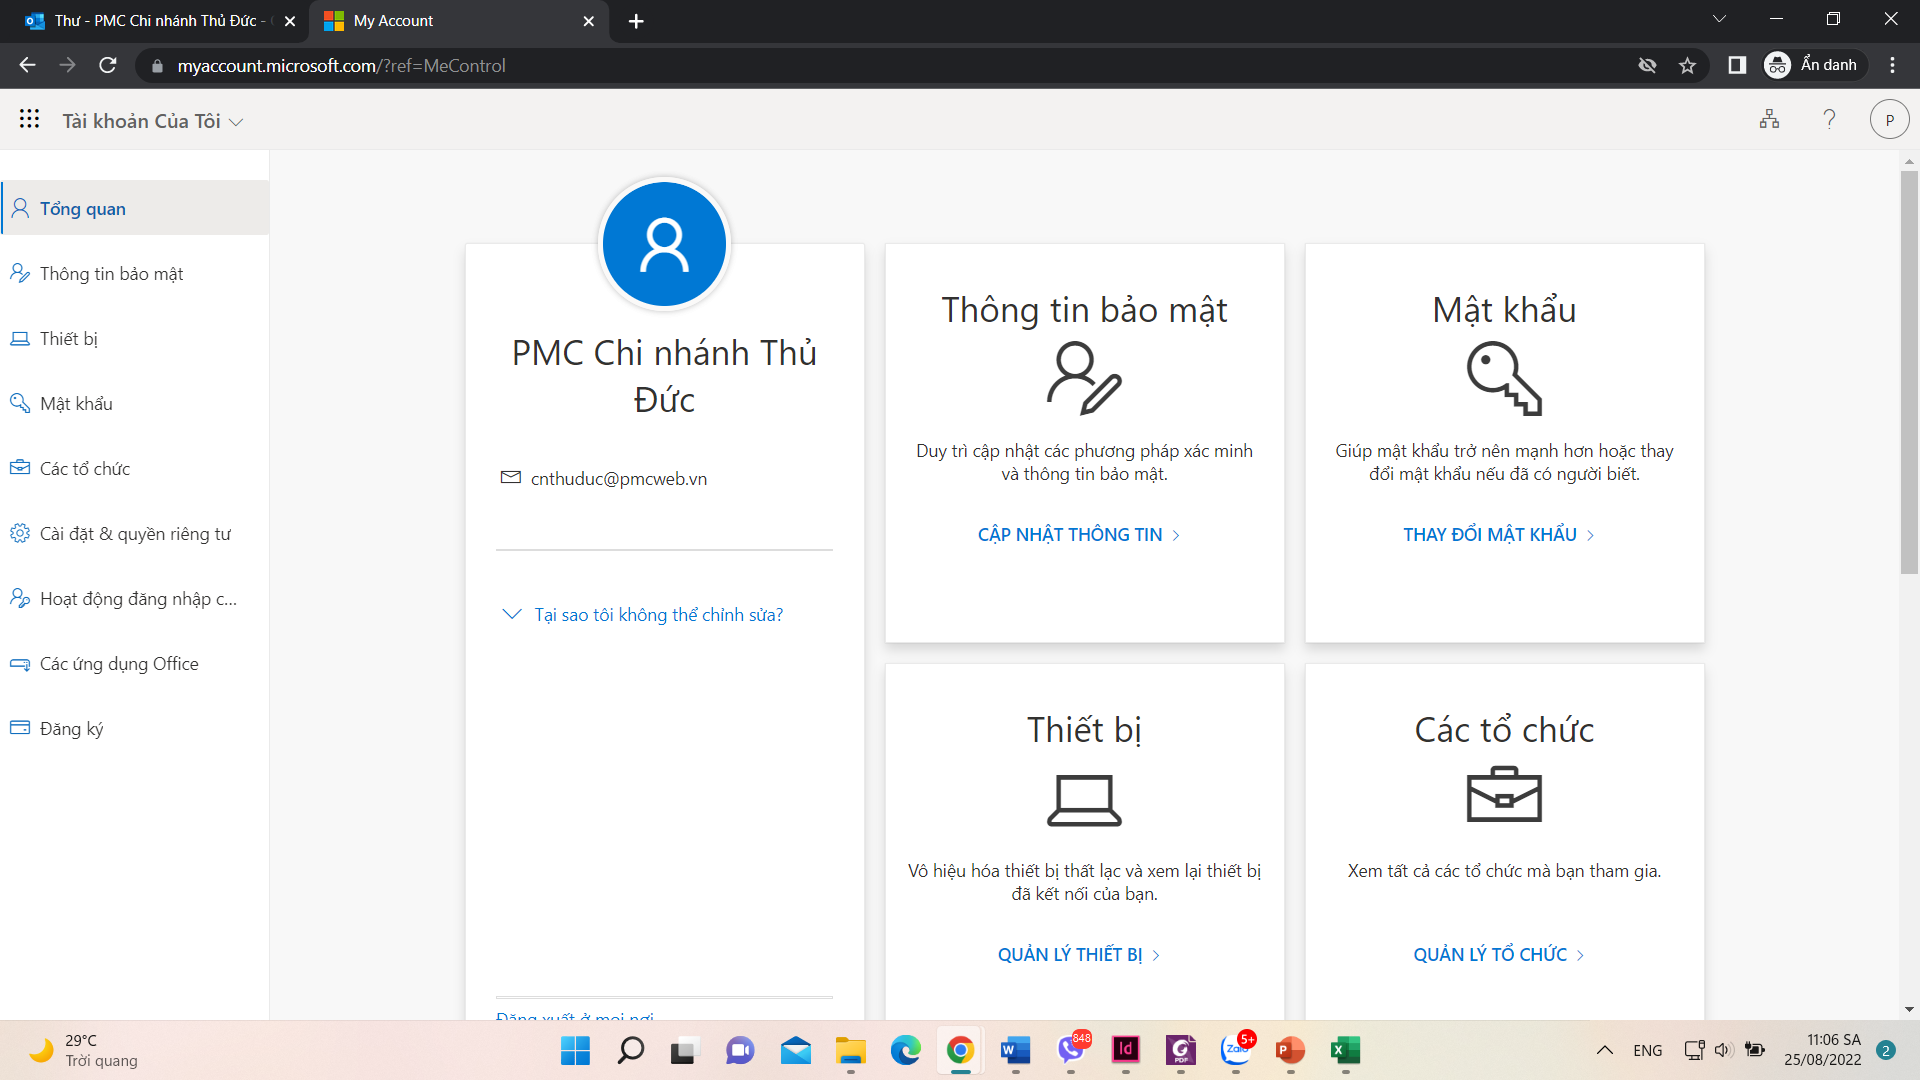 Thư - PMC Chi nhánh Thủ Đức -
My Account
myaccount.microsoft.com/?ref=MeControl
Ẩn danh
Tài khoản Của Tôi
P
Tổng quan
Thông tin bảo mật
Thiết bị
Mật khẩu
Các tổ chức
Cài đặt & quyền riêng tư
Hoạt động đăng nhập c...
Các ứng dụng Office
Đăng ký
PMC Chi nhánh Thủ
Đức
cnthuduc@pmcweb.vn
Tại sao tôi không thể chỉnh sửa?
Đăng xuất ở mọi nơi
Thông tin bảo mật
Duy trì cập nhật các phương pháp xác minh
và thông tin bảo mật.
CẬP NHẬT THÔNG TIN
Mật khẩu
Giúp mật khẩu trở nên mạnh hơn hoặc thay
đổi mật khẩu nếu đã có người biết.
THAY ĐỔI MẬT KHẨU
Thiết bị
Vô hiệu hóa thiết bị thất lạc và xem lại thiết bị
đã kết nối của bạn.
QUẢN LÝ THIẾT BỊ
Các tổ chức
Xem tất cả các tổ chức mà bạn tham gia.
QUẢN LÝ TỔ CHỨC
29°C
Trời quang
W
848
Id
PDF
Zalo
5+
P
X
ENG
11:06 SA
25/08/2022
2